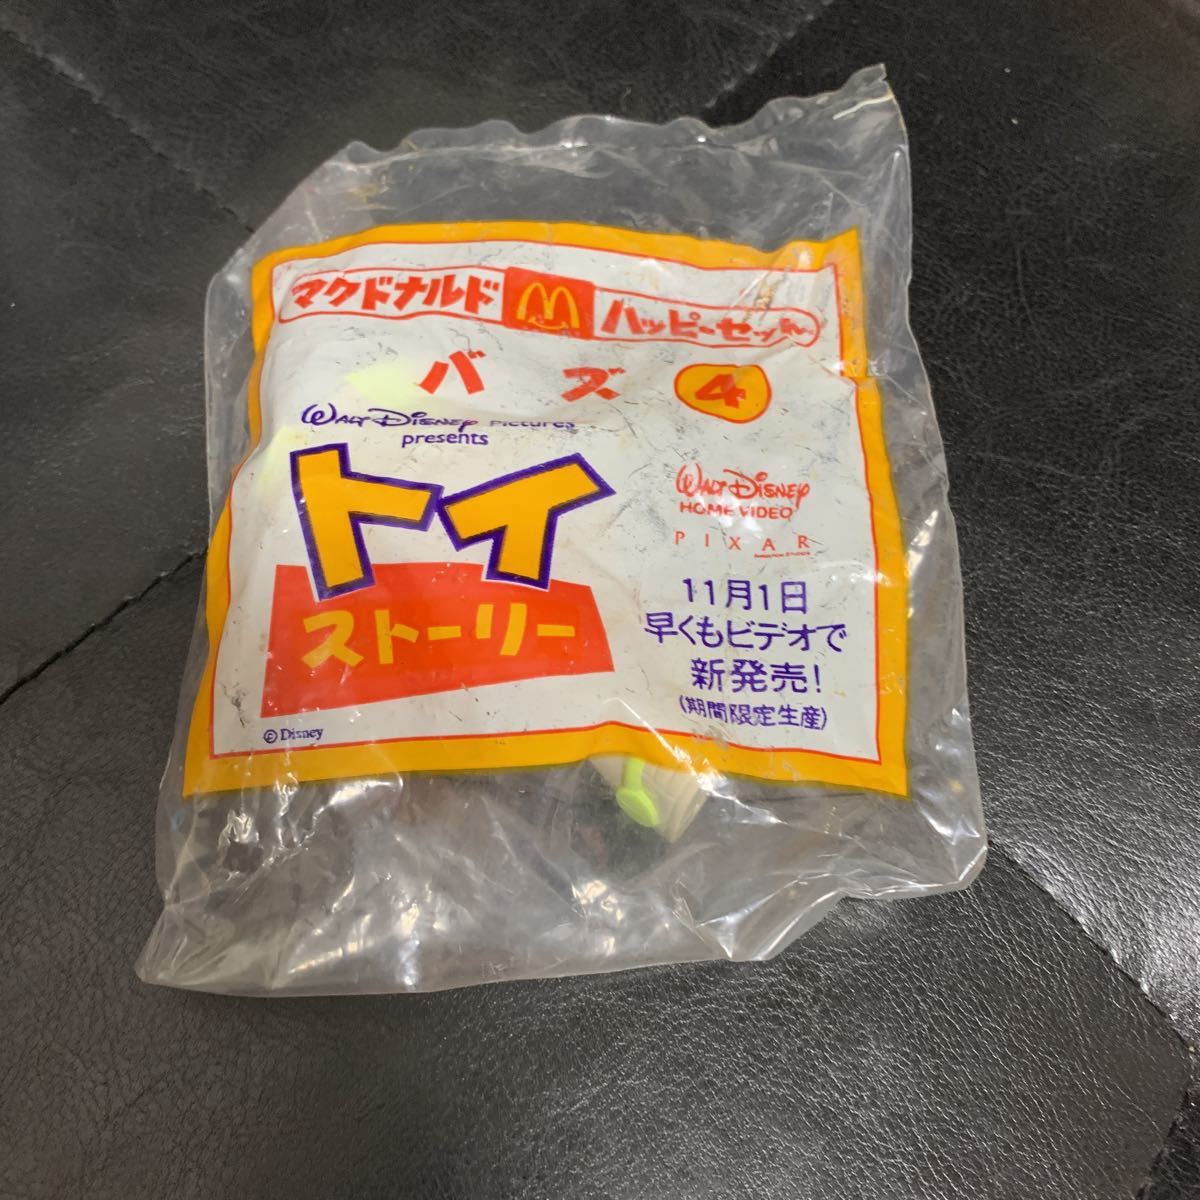 マクドナルド M ハッピーセット
バズ 4
WALT DISNEY PICTURES
presents
トイ
ストーリー
© Disney
WALT DISNEY
HOME VIDEO
PIXAR
ANIMATION STUDIOS
11月1日
早くもビデオで
新発売!
(期間限定生産)